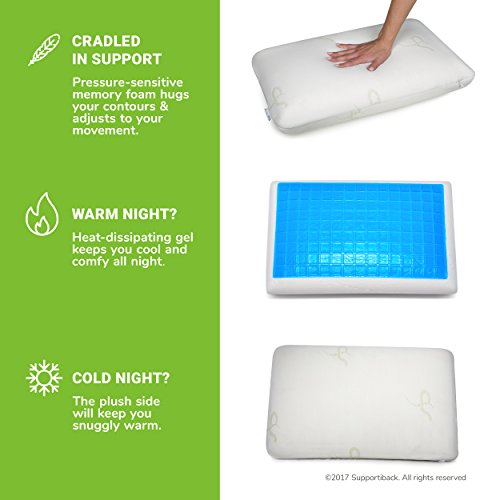 CRADLED
IN SUPPORT
Pressure-sensitive
memory foam hugs
your contours &
adjusts to your
movement.
WARM NIGHT?
Heat-dissipating gel
keeps you cool and
comfy all night.
COLD NIGHT?
The plush side
will keep you
snuggly warm.
©2017 Supportiback. All rights reserved